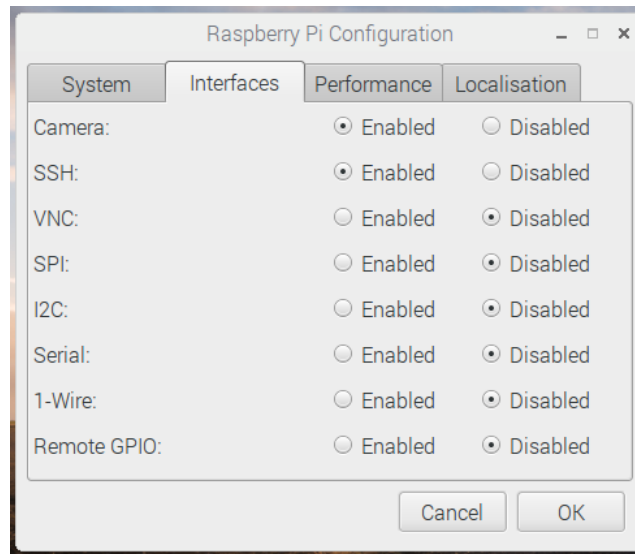 Raspberry Pi Configuration
System Interfaces Performance Localisation
Camera: Enabled Disabled
SSH: Enabled Disabled
VNC: Enabled Disabled
SPI: Enabled Disabled
I2C: Enabled Disabled
Serial: Enabled Disabled
1-Wire: Enabled Disabled
Remote GPIO: Enabled Disabled
Cancel OK